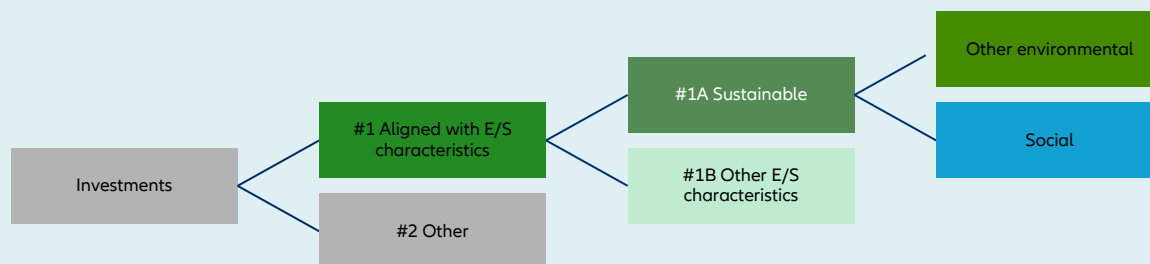 Investments
#1 Aligned with E/S
characteristics
#2 Other
#1A Sustainable
#1B Other E/S
characteristics
Other environmental
Social